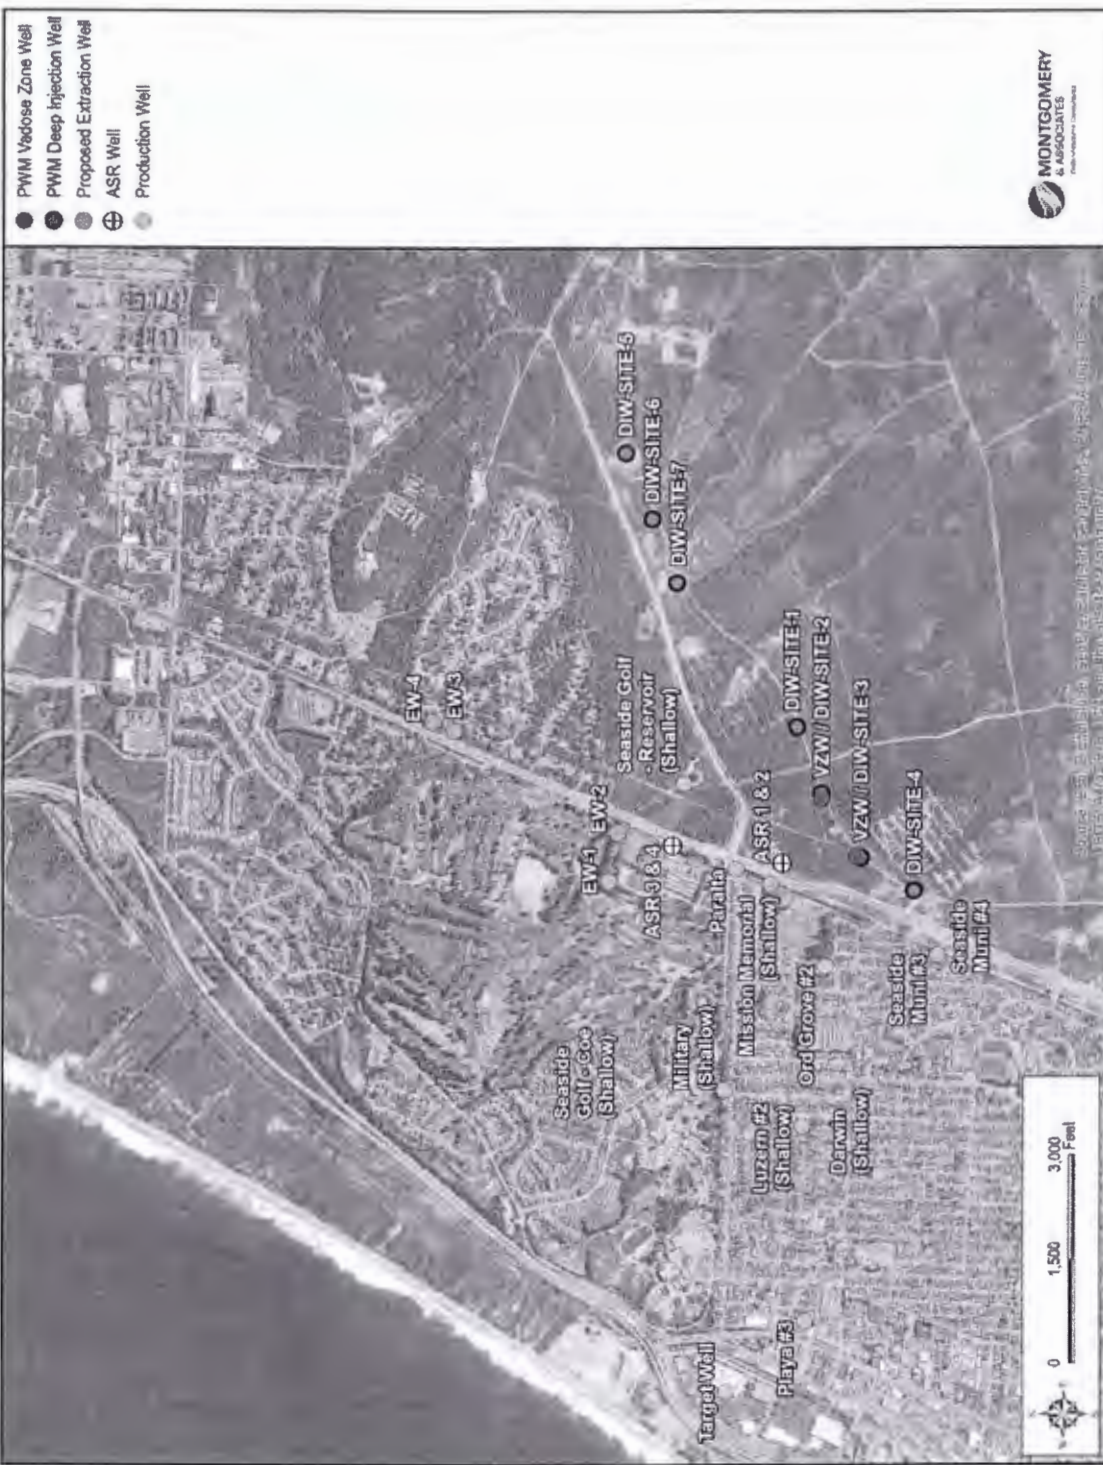 PWM Vadose Zone Well
PWM Deep Injection Well
Proposed Extraction Well
ASR Well
Production Well
EW-4
EW-3
EW-2
EW-1
Seaside Golf
- Reservoir
(Shallow)
DIW-SITE-5
DIW-SITE-6
DIW-SITE-7
DIW-SITE-1
VZW / DIW-SITE-2
VZW / DIW-SITE-3
DIW-SITE-4
ASR 3 & 4
ASR 1 & 2
Paralta
Seaside
Golf - Coe
(Shallow)
Military
(Shallow)
Mission Memorial
(Shallow)
Ord Grove #2
Seaside
Muni #3
Seaside
Muni #4
Luzern #2
(Shallow)
Darwin
(Shallow)
Target Well
Playa #3
0 1,500 3,000
Feet
MONTGOMERY
& ASSOCIATES